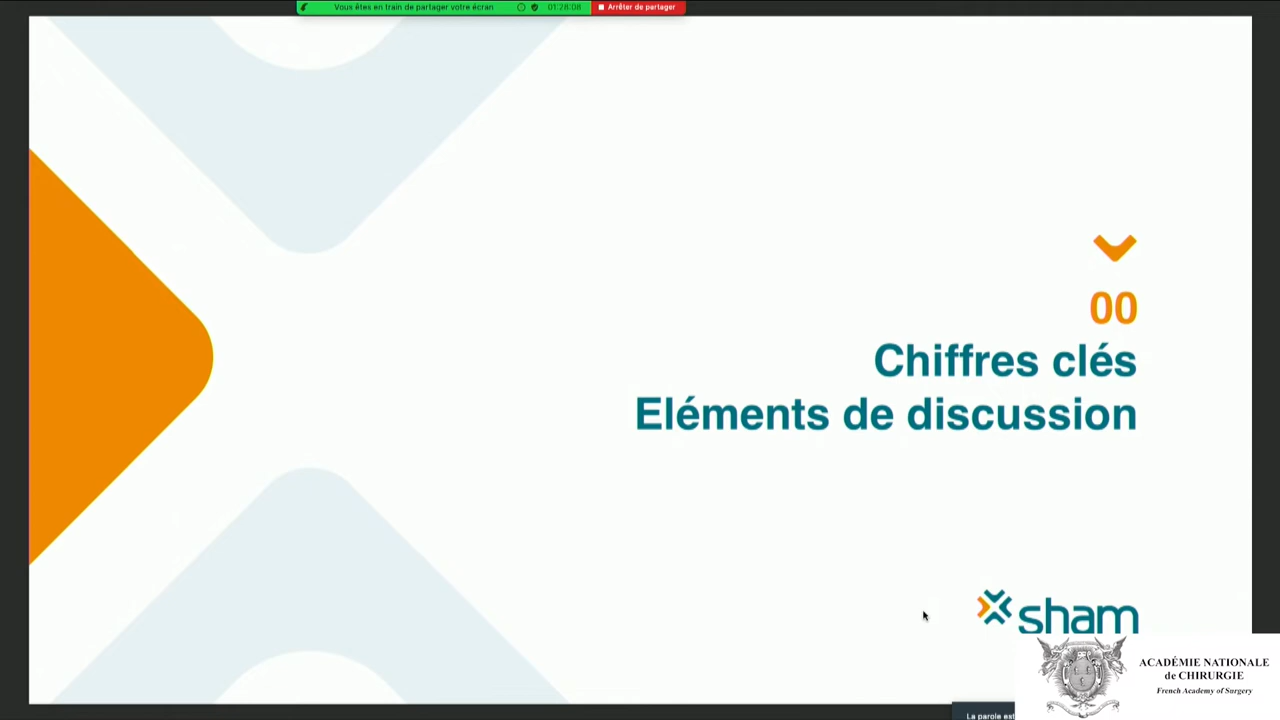 Vous êtes en train de partager votre écran 01:28:08 Arrêter de partager
00
Chiffres clés
Eléments de discussion
sham
ACADÉMIE NATIONALE
de CHIRURGIE
French Academy of Surgery
La parole est